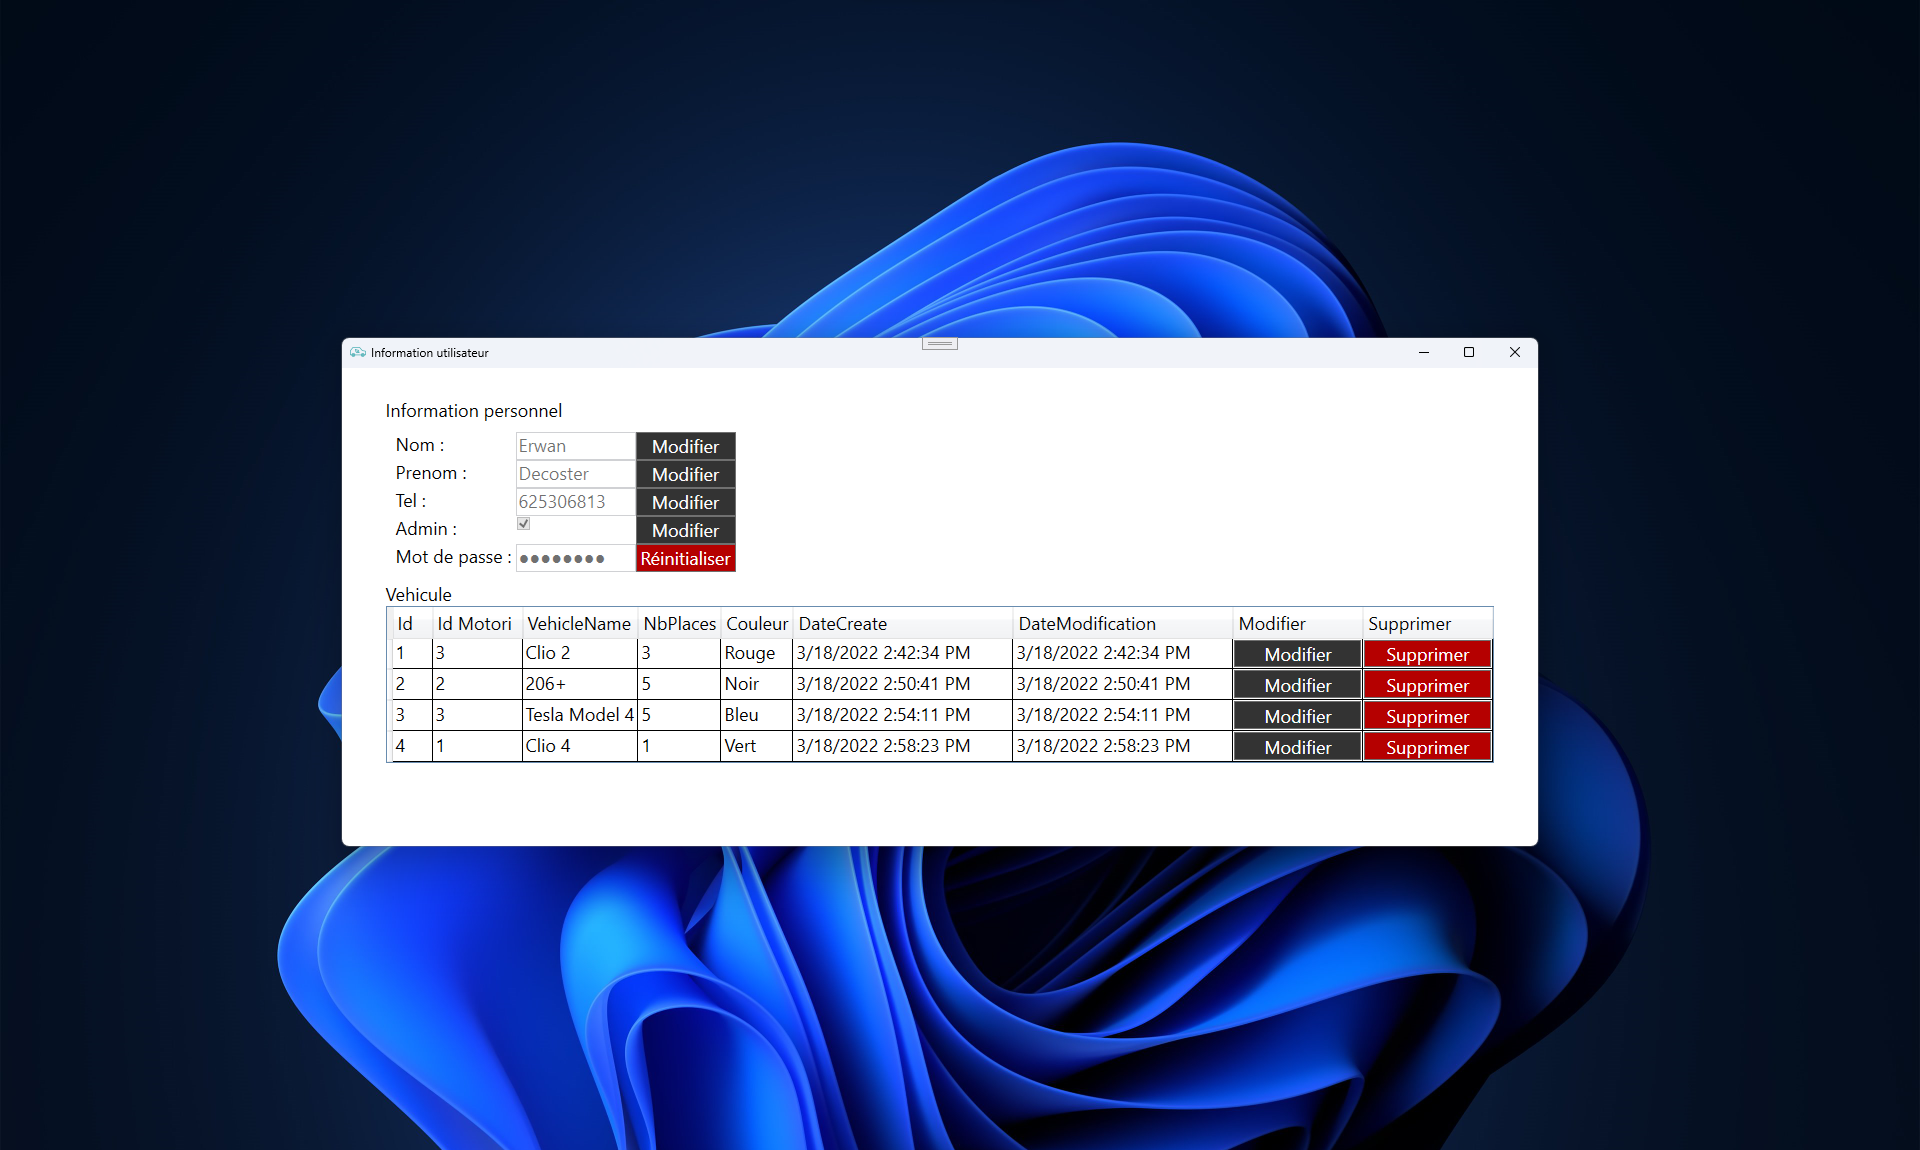 Information utilisateur
Information personnel
Nom : Erwan Modifier
Prenom : Decoster Modifier
Tel : 625306813 Modifier
Admin : Modifier
Mot de passe : ●●●●●●●● Réinitialiser
Vehicule
Id Id Motori VehicleName NbPlaces Couleur DateCreate DateModification Modifier Supprimer
1 3 Clio 2 3 Rouge 3/18/2022 2:42:34 PM 3/18/2022 2:42:34 PM Modifier Supprimer
2 2 206+ 5 Noir 3/18/2022 2:50:41 PM 3/18/2022 2:50:41 PM Modifier Supprimer
3 3 Tesla Model 4 5 Bleu 3/18/2022 2:54:11 PM 3/18/2022 2:54:11 PM Modifier Supprimer
4 1 Clio 4 1 Vert 3/18/2022 2:58:23 PM 3/18/2022 2:58:23 PM Modifier Supprimer